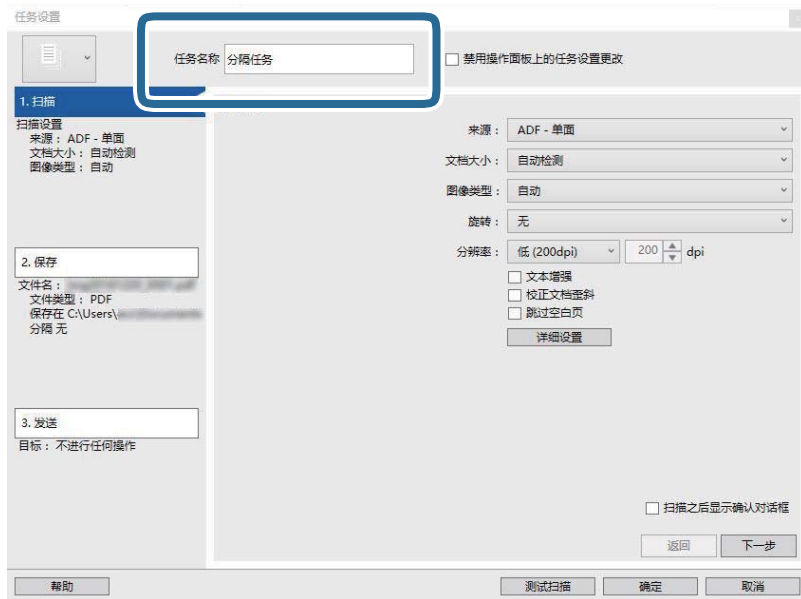 任务设置
任务名称 分隔任务
禁用操作面板上的任务设置更改
1. 扫描
扫描设置
来源： ADF - 单面
文档大小： 自动检测
图像类型： 自动
2. 保存
文件名：
文件类型： PDF
保存在 C:\Users\
分隔 无
3. 发送
目标： 不进行任何操作
来源： ADF - 单面
文档大小： 自动检测
图像类型： 自动
旋转： 无
分辨率： 低 (200dpi) 200 dpi
文本增强
校正文档歪斜
跳过空白页
详细设置
扫描之后显示确认对话框
返回 下一步
帮助 测试扫描 确定 取消